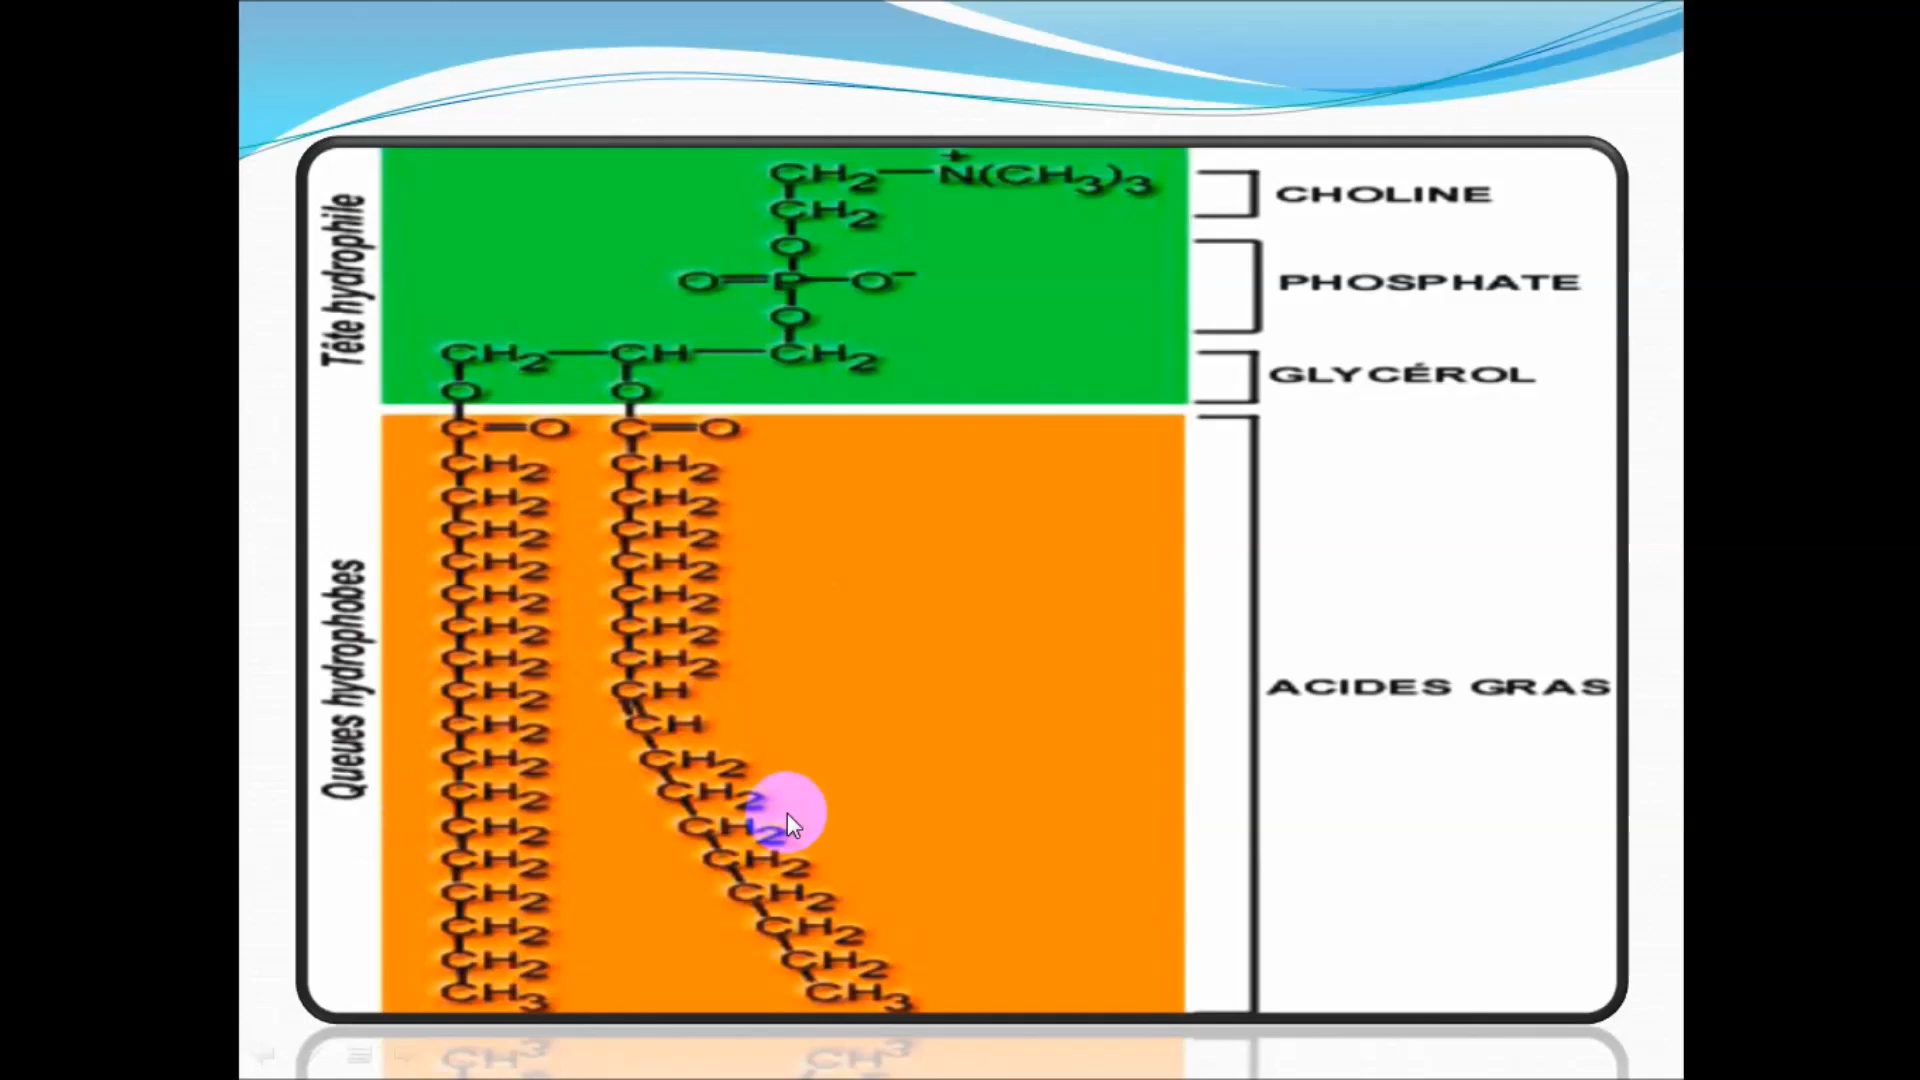 Tête hydrophile
CH2—N+(CH3)3
CH2
O
O=P—O−
O
CH2—CH—CH2
O O
C=O C=O
CH2 CH2
CH2 CH2
CH2 CH2
CH2 CH2
CH2 CH2
CH2 CH2
CH2 CH2
CH2 CH
CH2 CH
CH2 CH2
CH2 CH2
CH2 CH2
CH2 CH2
CH2 CH2
CH2 CH2
CH2 CH2
CH3 CH3
Queues hydrophobes
CHOLINE
PHOSPHATE
GLYCÉROL
ACIDES GRAS